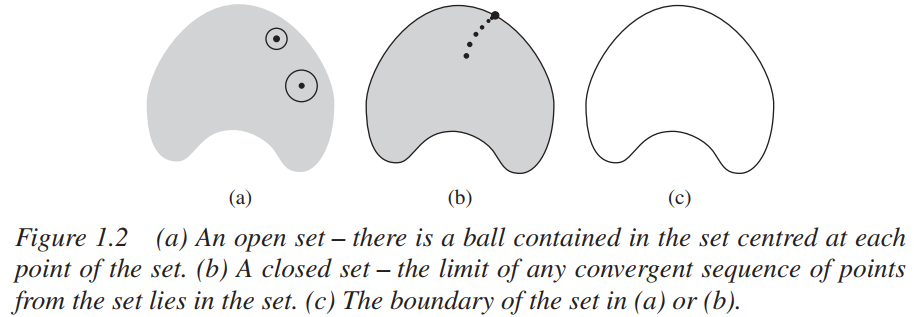 (a) (b) (c)
Figure 1.2 (a) An open set – there is a ball contained in the set centred at each
point of the set. (b) A closed set – the limit of any convergent sequence of points
from the set lies in the set. (c) The boundary of the set in (a) or (b).